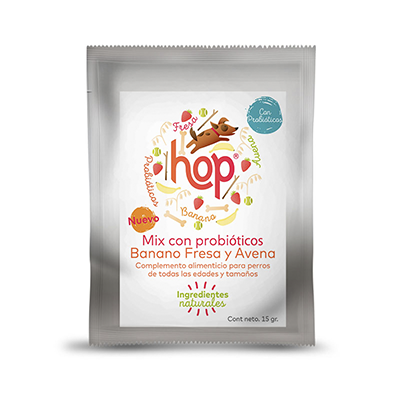 Con
Probióticos
Fresa
Avena
Probióticos
hop®
Banano
Nuevo
Mix con probióticos
Banano Fresa y Avena
Complemento alimenticio para perros
de todas las edades y tamaños
Ingredientes
naturales
Cont neto. 15 gr.